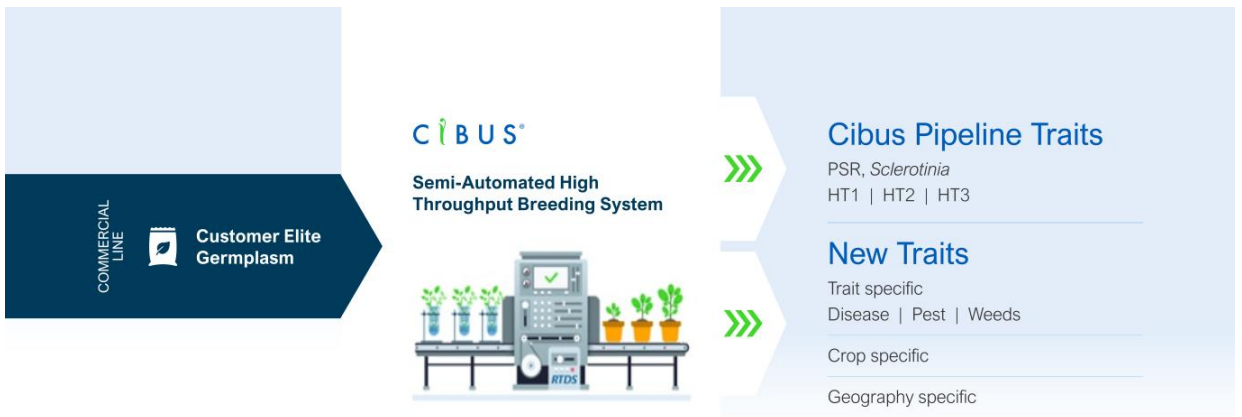 COMMERCIAL
LINE
Customer Elite
Germplasm
CIBUS®
Semi-Automated High
Throughput Breeding System
RTDS
Cibus Pipeline Traits
PSR, Sclerotinia
HT1 | HT2 | HT3
New Traits
Trait specific
Disease | Pest | Weeds
Crop specific
Geography specific